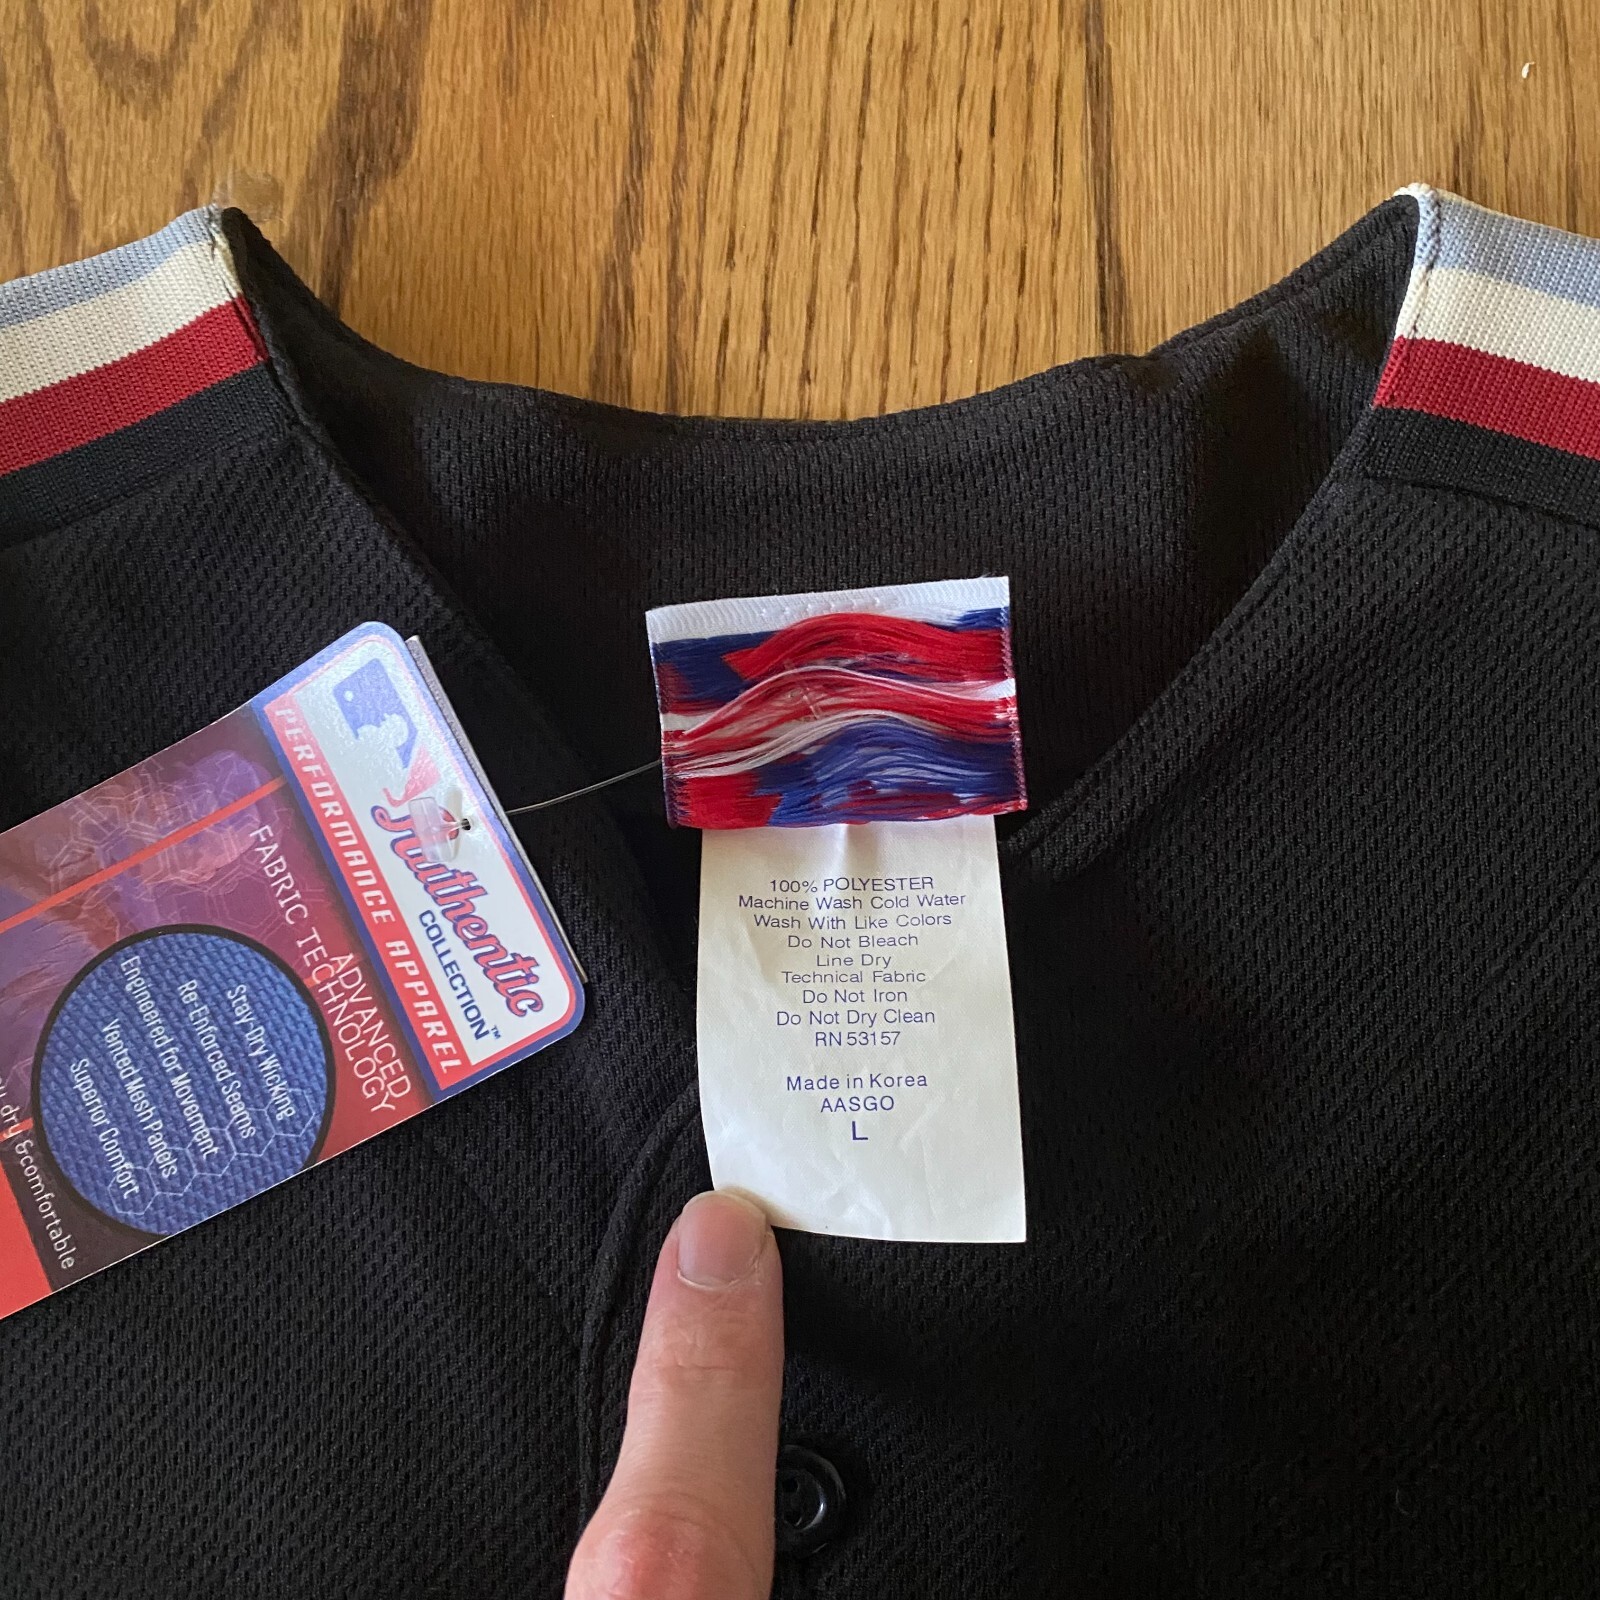 Authentic
COLLECTION™
PERFORMANCE APPAREL
ADVANCED
FABRIC TECHNOLOGY
Stay-Dry Wicking
Re-Enforced Seams
Engineered for Movement
Vented Mesh Panels
Superior Comfort
dry & comfortable
100% POLYESTER
Machine Wash Cold Water
Wash With Like Colors
Do Not Bleach
Line Dry
Technical Fabric
Do Not Iron
Do Not Dry Clean
RN 53157
Made in Korea
AASGO
L